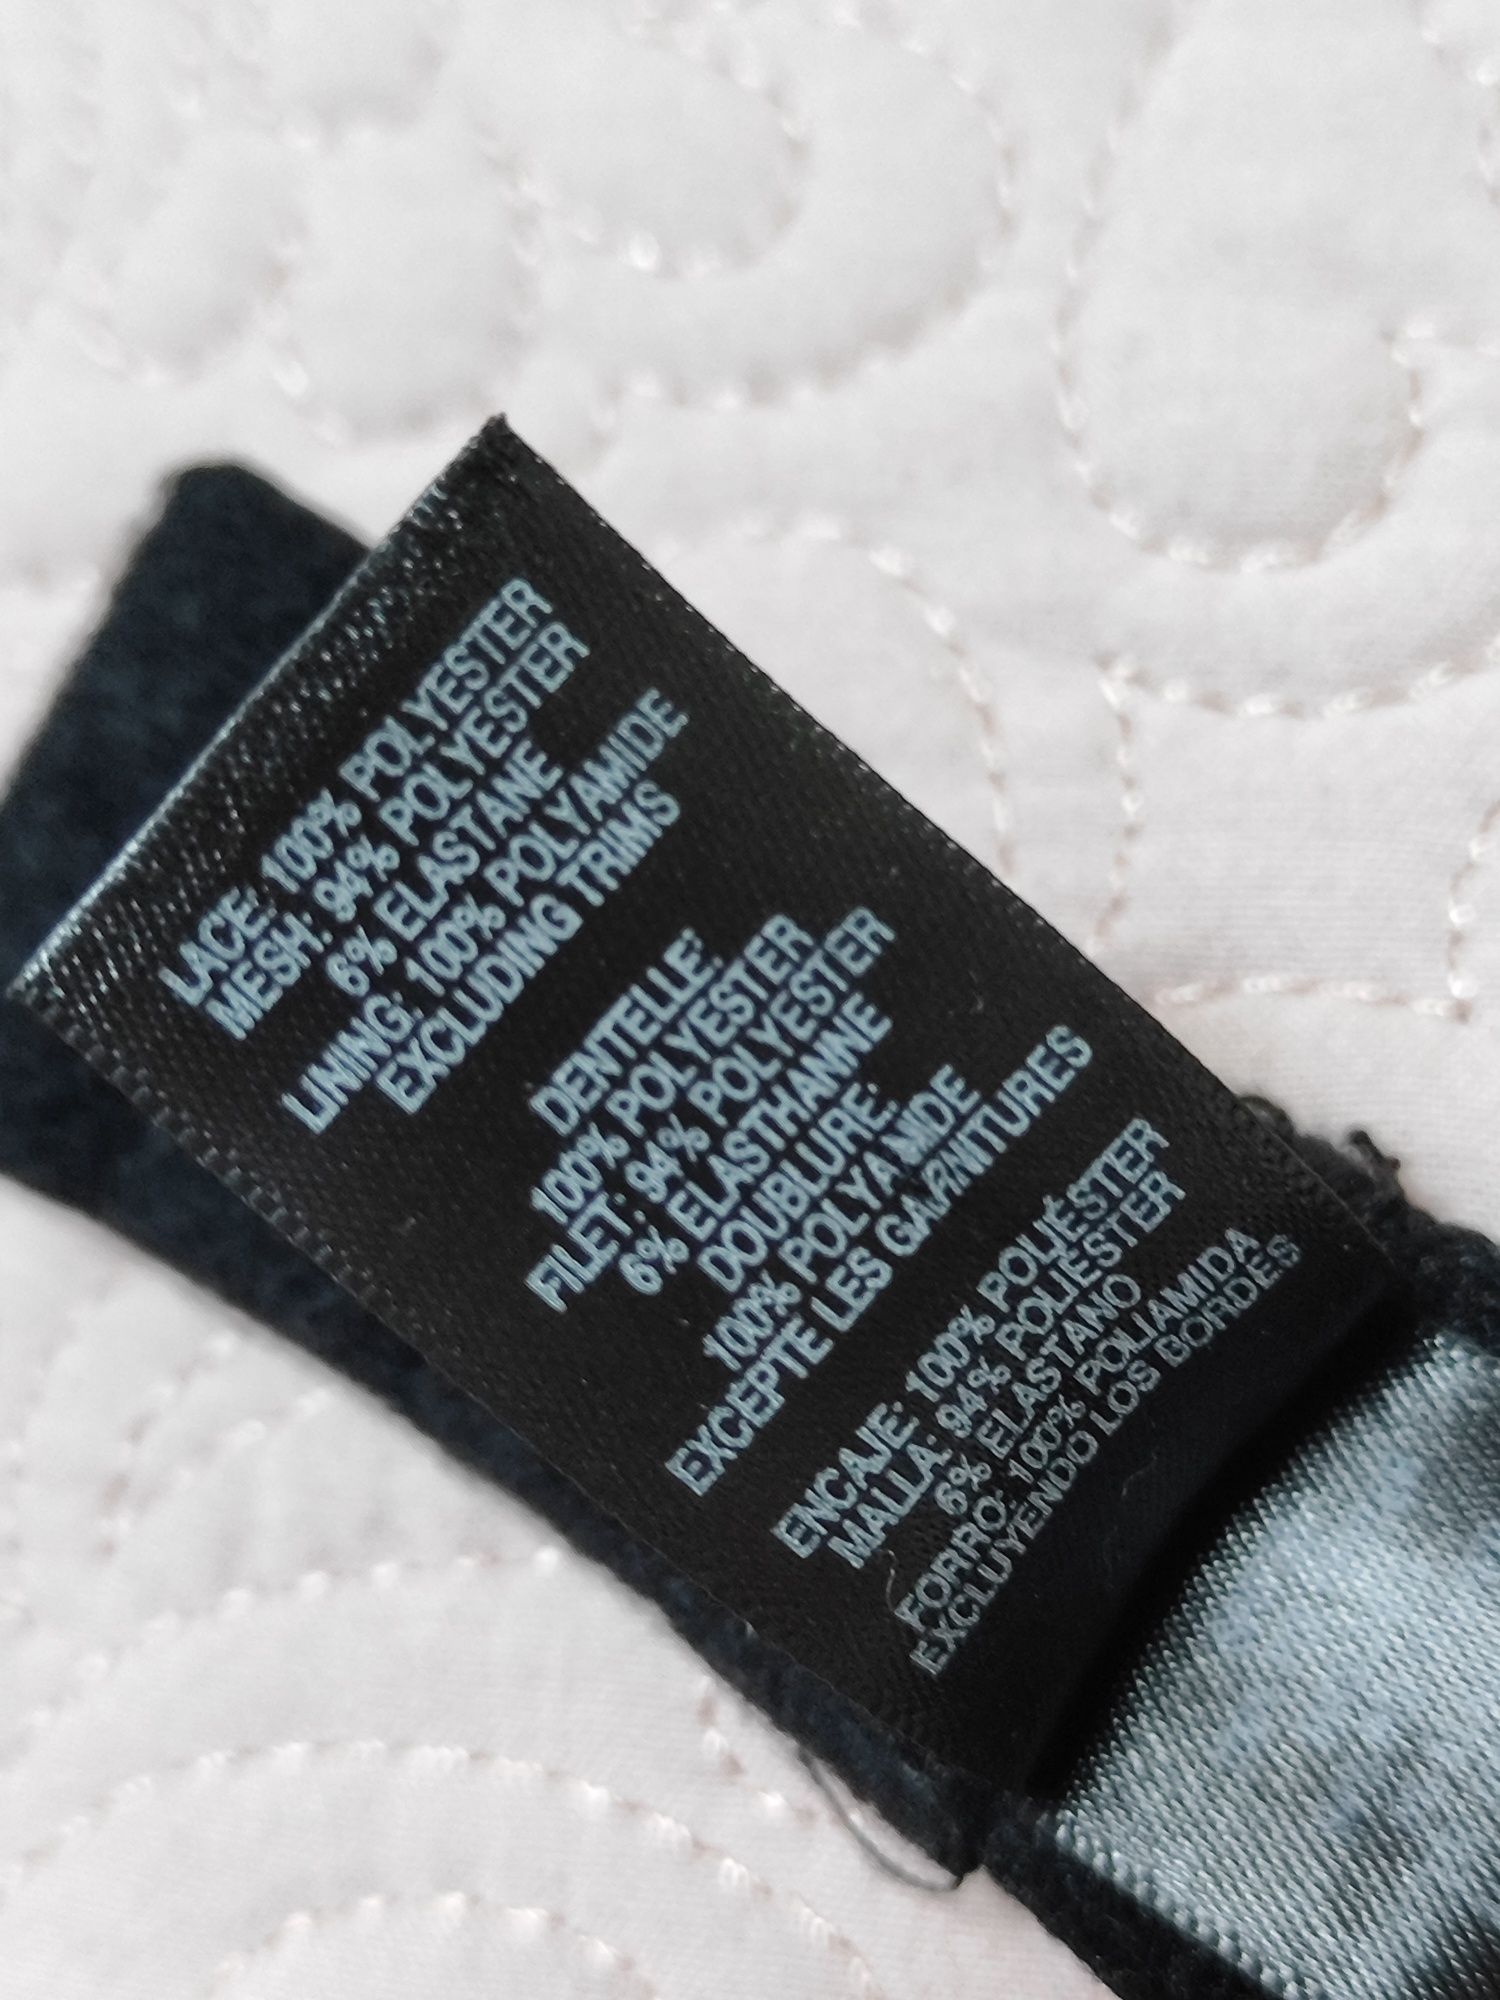 LACE: 100% POLYESTER
MESH: 94% POLYESTER
6% ELASTANE
LINING: 100% POLYAMIDE
EXCLUDING TRIMS
DENTELLE:
100% POLYESTER
FILET: 94% POLYESTER
6% ELASTHANNE
DOUBLURE:
100% POLYAMIDE
EXCEPTE LES GARNITURES
ENCAJE: 100% POLIÉSTER
MALLA: 94% POLIÉSTER
6% ELASTANO
FORRO: 100% POLIAMIDA
EXCLUYENDO LOS BORDES